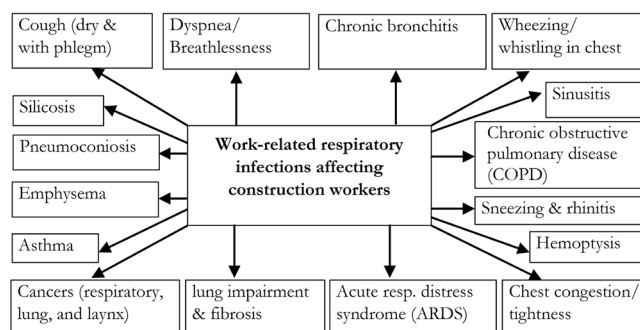 Cough (dry &
with phlegm)
Dyspnea/
Breathlessness
Chronic bronchitis
Wheezing/
whistling in chest
Silicosis
Sinusitis
Pneumoconiosis
Work-related respiratory
infections affecting
construction workers
Chronic obstructive
pulmonary disease
(COPD)
Emphysema
Sneezing & rhinitis
Asthma
Hemoptysis
Cancers (respiratory,
lung, and laynx)
lung impairment
& fibrosis
Acute resp. distress
syndrome (ARDS)
Chest congestion/
tightness